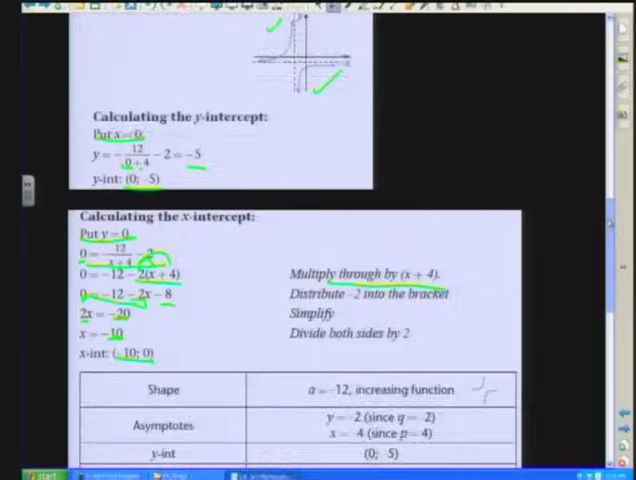 Calculating the y-intercept:
Put x = 0.
y = - 12/(0 + 4) - 2 = -5
y-int: (0; -5)
Calculating the x-intercept:
Put y = 0.
0 = - 12/(x + 4) - 2
0 = -12 - 2(x + 4) Multiply through by (x + 4).
0 = -12 - 2x - 8 Distribute -2 into the bracket
2x = -20 Simplify
x = -10 Divide both sides by 2
x-int: (-10; 0)
Shape a = -12, increasing function
Asymptotes y = -2 (since q = -2)
x = -4 (since p = 4)
y-int (0; -5)
start